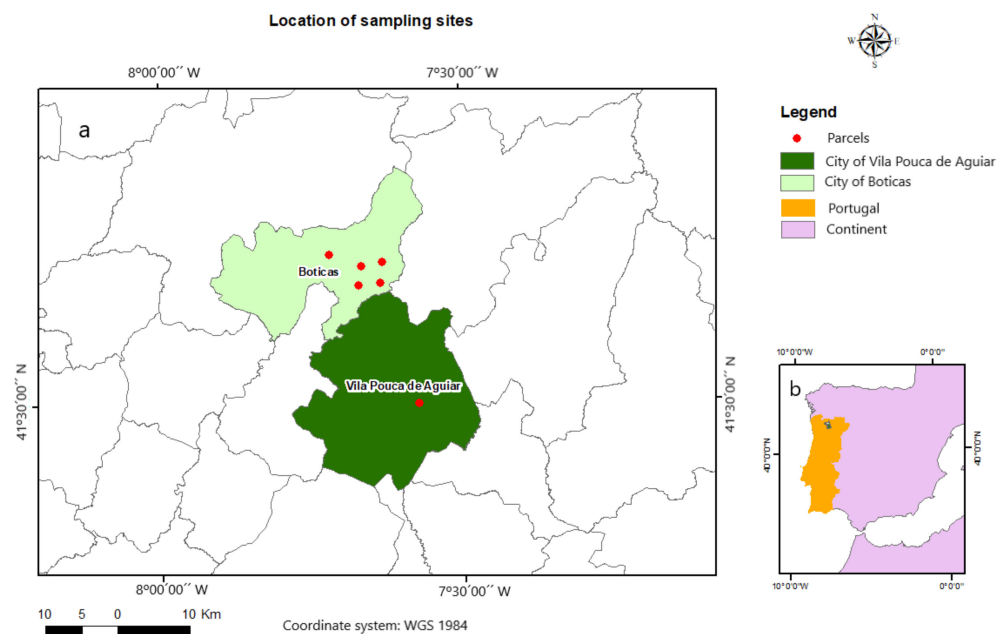 Location of sampling sites
N
W E
S
8°00′00′′ W 7°30′00′′ W
a
Legend
Parcels
City of Vila Pouca de Aguiar
City of Boticas
Portugal
Continent
Boticas
Vila Pouca de Aguiar
41°30′00′′ N
41°30′00′′ N
10°0′0"W 0°0′0"
b
40°0′0"N
40°0′0"N
10°0′0"W 0°0′0"
8°00′00′′ W 7°30′00′′ W
10 5 0 10 Km
Coordinate system: WGS 1984